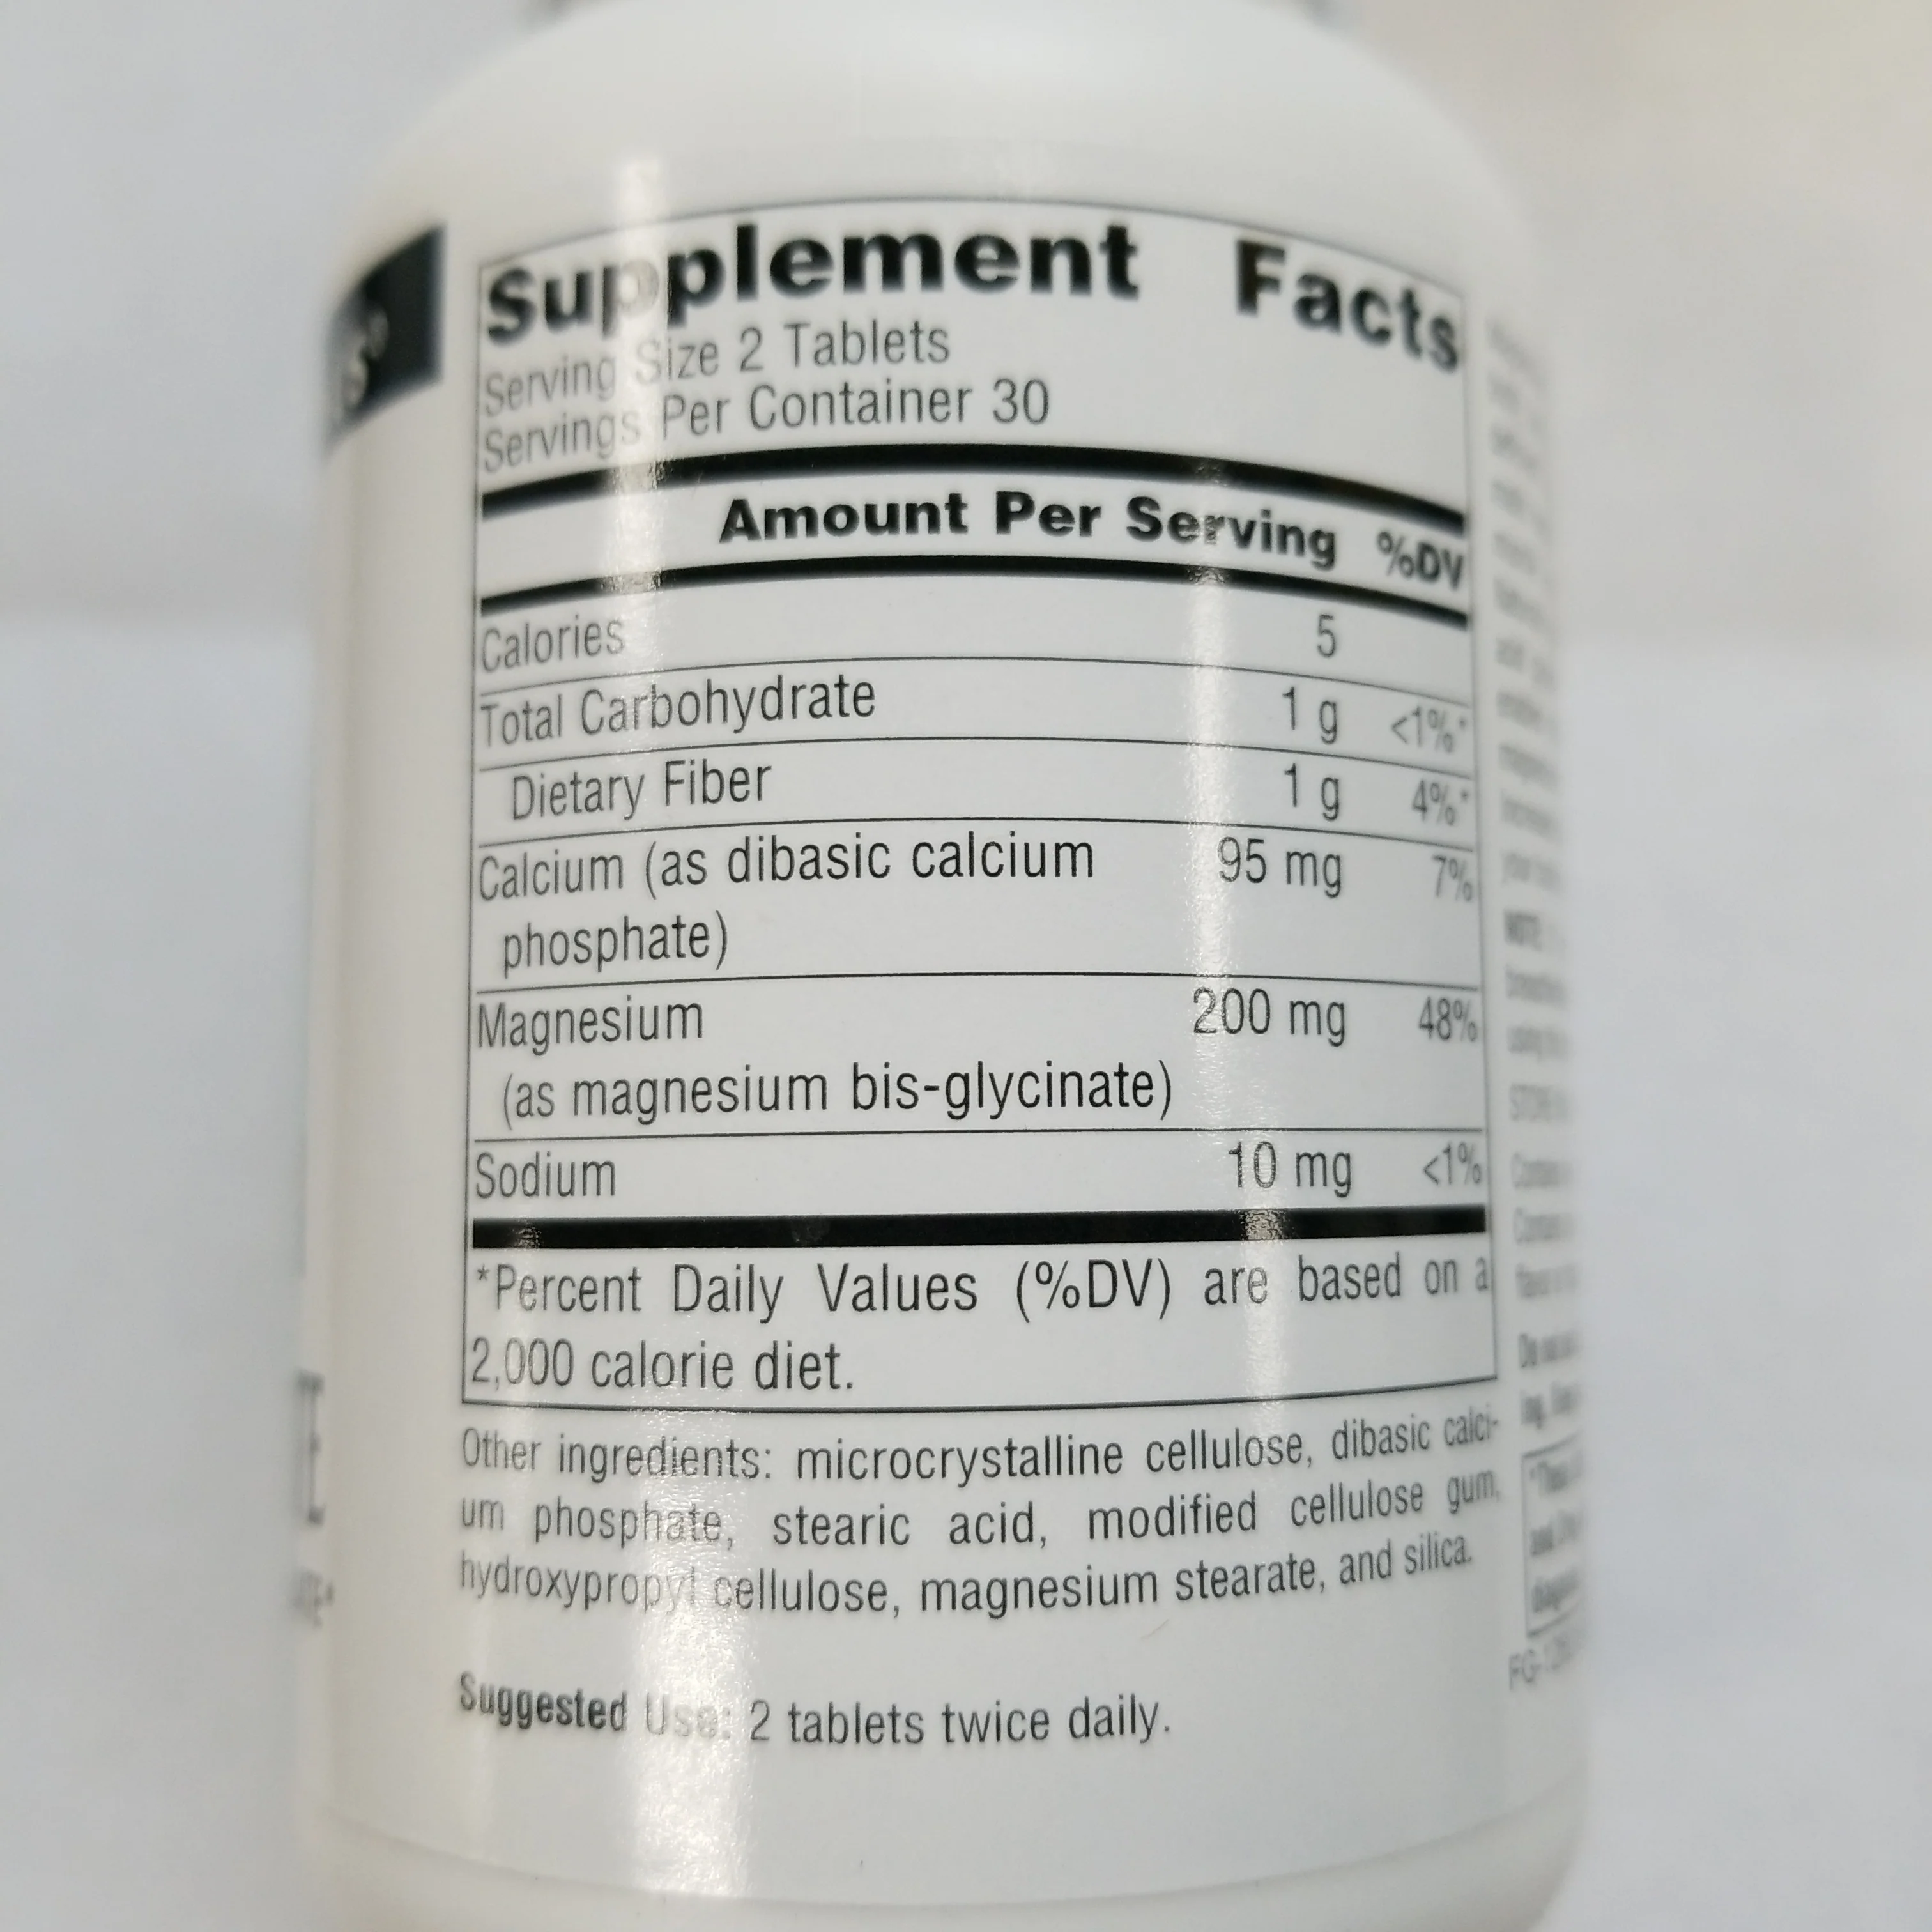 Supplement Facts
Serving Size 2 Tablets
Servings Per Container 30
Amount Per Serving %DV
Calories 5
Total Carbohydrate 1 g <1%*
Dietary Fiber 1 g 4%*
Calcium (as dibasic calcium 95 mg 7%
phosphate)
Magnesium 200 mg 48%
(as magnesium bis-glycinate)
Sodium 10 mg <1%
*Percent Daily Values (%DV) are based on a
2,000 calorie diet.
Other ingredients: microcrystalline cellulose, dibasic calci-
um phosphate, stearic acid, modified cellulose gum,
hydroxypropyl cellulose, magnesium stearate, and silica.
Suggested Use: 2 tablets twice daily.